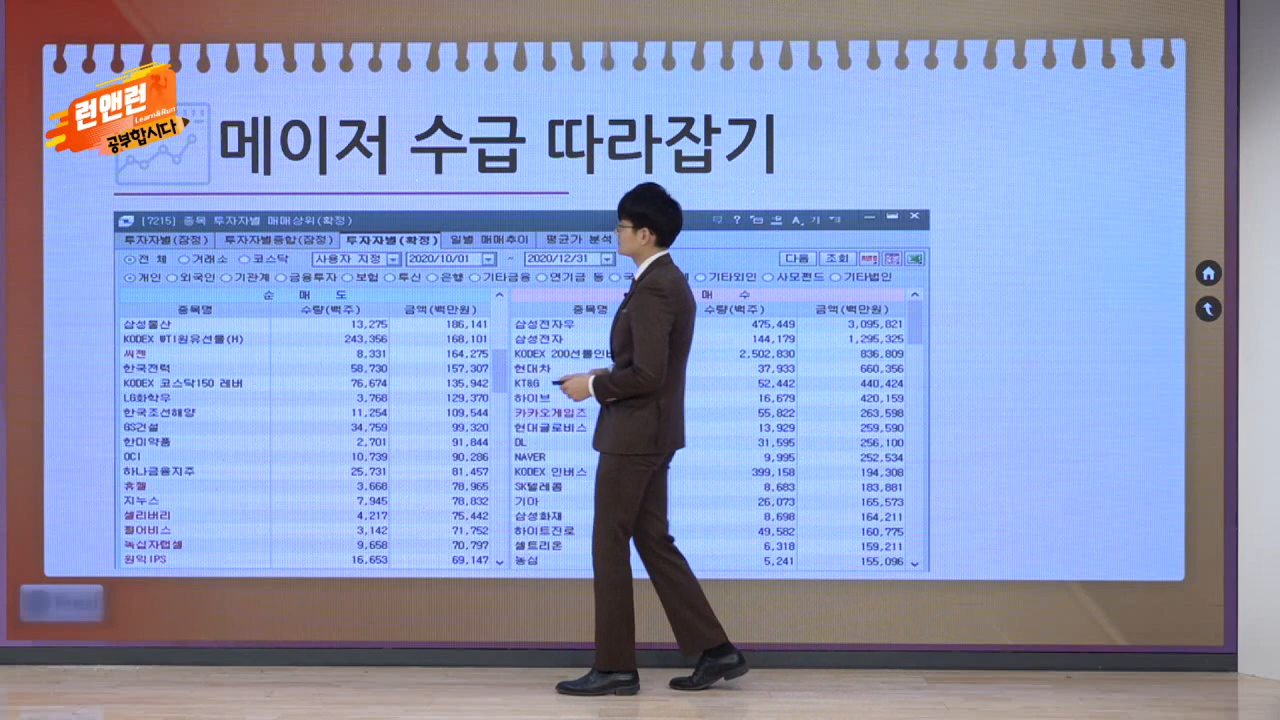 런앤런
Learn&Run
공부합시다
메이저 수급 따라잡기
[7215] 종목 투자자별 매매상위(확정)
투자자별(잠정) 투자자별종합(잠정) 투자자별(확정) 일별 매매추이 평균가 분석
전 체 거래소 코스닥 사용자 지정 2020/10/01 ~ 2020/12/31 다음 조회
개인 외국인 기관계 금융투자 보험 투신 은행 기타금융 연기금 등 기타외인 사모펀드 기타법인
순 매 도 매 수
종목명 수량(백주) 금액(백만원) 종목명 수량(백주) 금액(백만원)
삼성물산 13,275 186,141 삼성전자우 475,449 3,095,821
KODEX WTI원유선물(H) 243,356 168,101 삼성전자 144,179 1,295,325
씨젠 8,331 164,275 KODEX 200선물인버 2,502,830 836,809
한국전력 58,730 157,307 현대차 37,933 660,356
KODEX 코스닥150 레버 76,674 135,942 KT&G 52,442 440,424
LG화학우 3,768 129,370 하이브 16,679 420,159
한국조선해양 11,254 109,544 카카오게임즈 55,822 263,598
GS건설 34,759 99,320 현대글로비스 13,929 259,590
한미약품 2,701 91,844 DL 31,595 256,100
OCI 10,739 90,286 NAVER 9,995 252,534
하나금융지주 25,731 81,457 KODEX 인버스 399,158 194,308
휴젤 3,668 78,965 SK텔레콤 8,683 183,881
지누스 7,945 78,832 기아 26,073 165,573
셀리버리 4,217 75,442 삼성화재 8,698 164,211
펄어비스 3,142 71,752 하이트진로 49,582 160,775
녹십자랩셀 9,658 70,797 셀트리온 6,318 159,211
원익IPS 16,653 69,147 농심 5,241 155,096